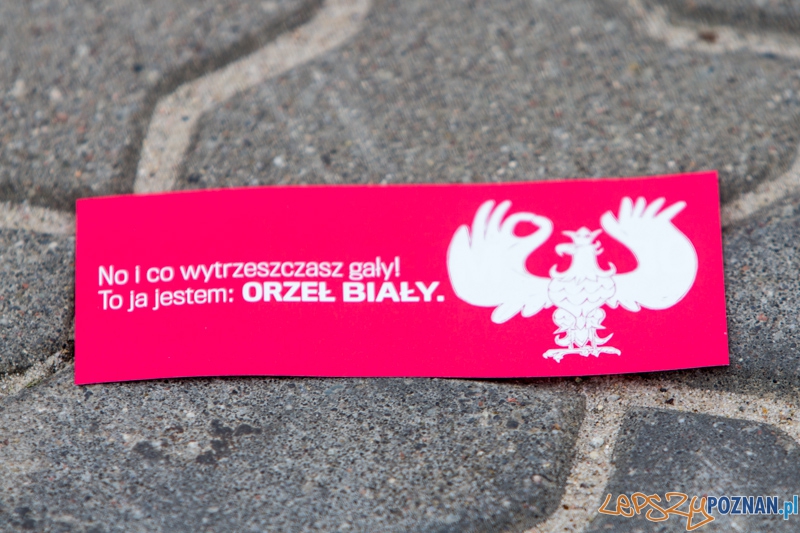 No i co wytrzeszczasz gały!
To ja jestem: ORZEŁ BIAŁY.
LEPSZyPOZNAN.pl